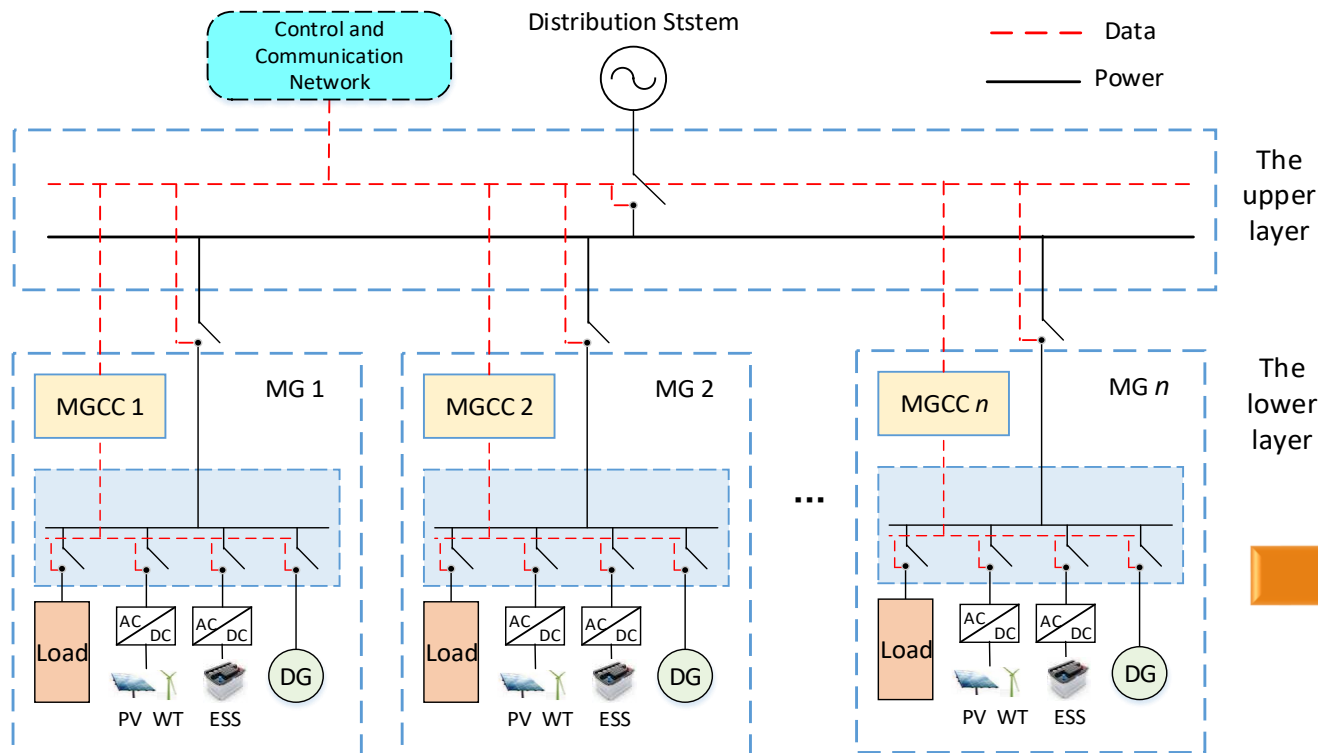 Control and
Communication
Network
Distribution Ststem
Data
Power
The
upper
layer
The
lower
layer
MG 1
MGCC 1
MG 2
MGCC 2
MG n
MGCC n
...
Load
AC
DC
AC
DC
DG
PV WT
ESS
Load
AC
DC
AC
DC
DG
PV WT
ESS
Load
AC
DC
AC
DC
DG
PV WT
ESS